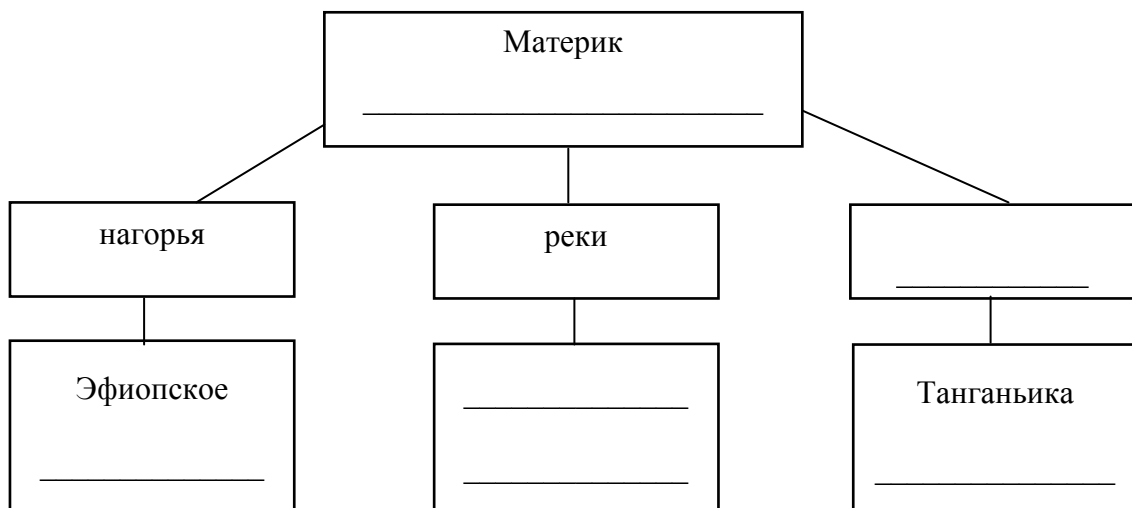 Материк
нагорья
реки
Эфиопское
Танганьика